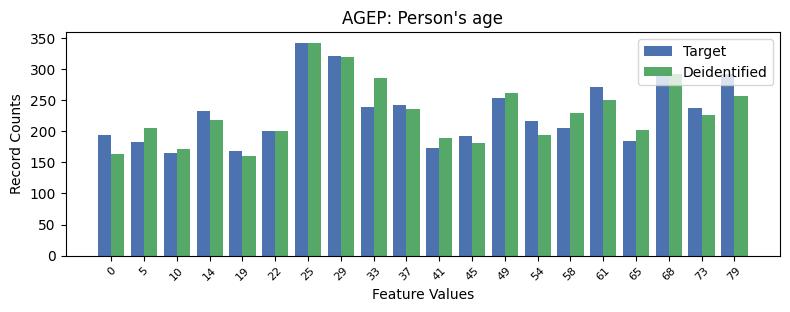 AGEP: Person's age
Record Counts
350
300
250
200
150
100
50
0
Target
Deidentified
0 5 10 14 19 22 25 29 33 37 41 45 49 54 58 61 65 68 73 79
Feature Values